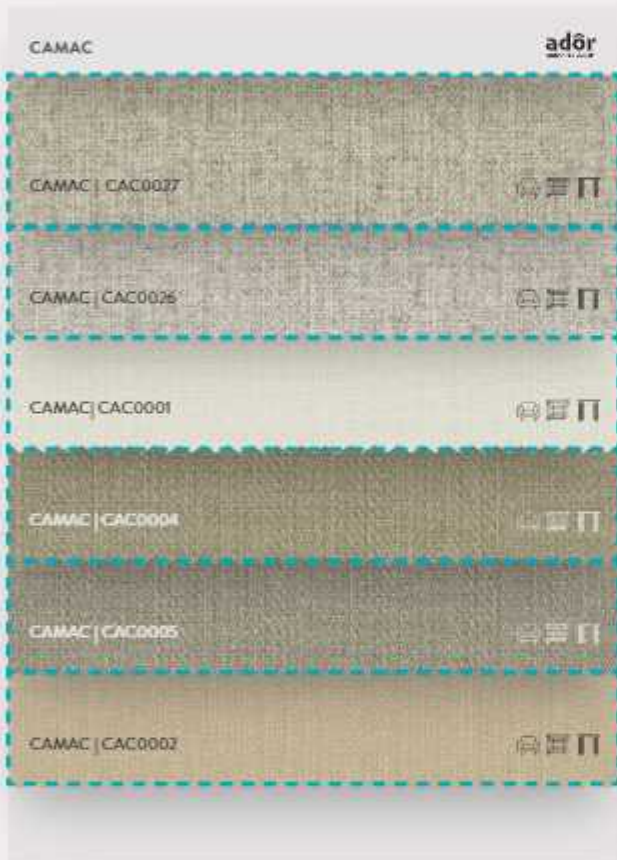 CAMAC
adôr
CAMAC | CAC0027
CAMAC | CAC0026
CAMAC| CAC0001
CAMAC | CAC0004
CAMAC | CAC0005
CAMAC | CAC0002